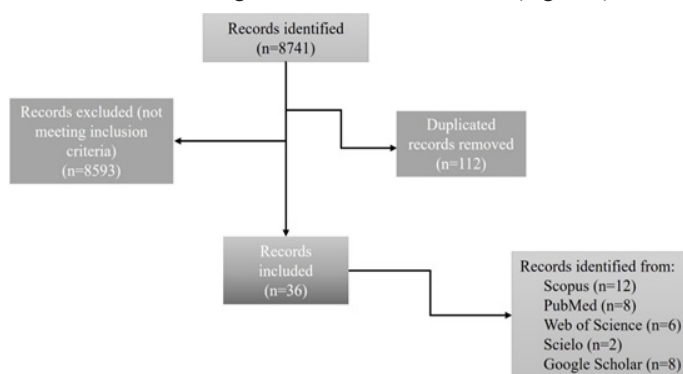 Records identified
(n=8741)
Records excluded (not
meeting inclusion
criteria)
(n=8593)
Duplicated
records removed
(n=112)
Records
included
(n=36)
Records identified from:
Scopus (n=12)
PubMed (n=8)
Web of Science (n=6)
Scielo (n=2)
Google Scholar (n=8)